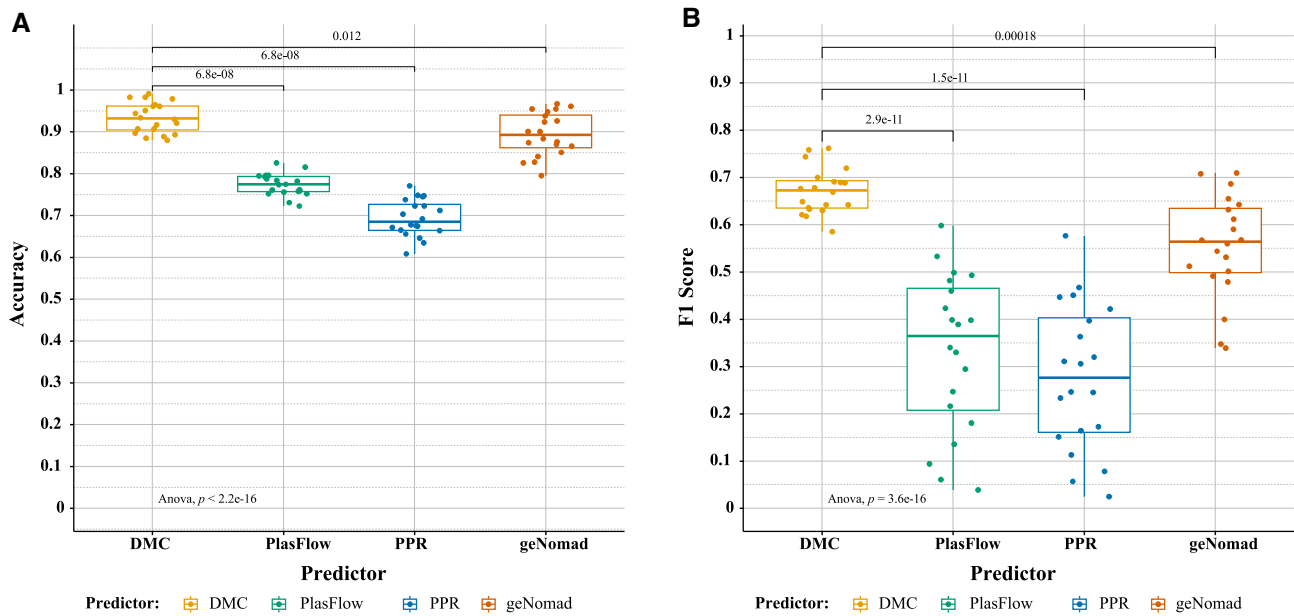 A
0.012
6.8e-08
6.8e-08
1
0.9
0.8
0.7
0.6
0.5
0.4
0.3
0.2
0.1
0
Accuracy
Anova, p < 2.2e-16
DMC PlasFlow PPR geNomad
Predictor
Predictor: DMC PlasFlow PPR geNomad
B
0.00018
1.5e-11
2.9e-11
1
0.9
0.8
0.7
0.6
0.5
0.4
0.3
0.2
0.1
0
F1 Score
Anova, p = 3.6e-16
DMC PlasFlow PPR geNomad
Predictor
Predictor: DMC PlasFlow PPR geNomad